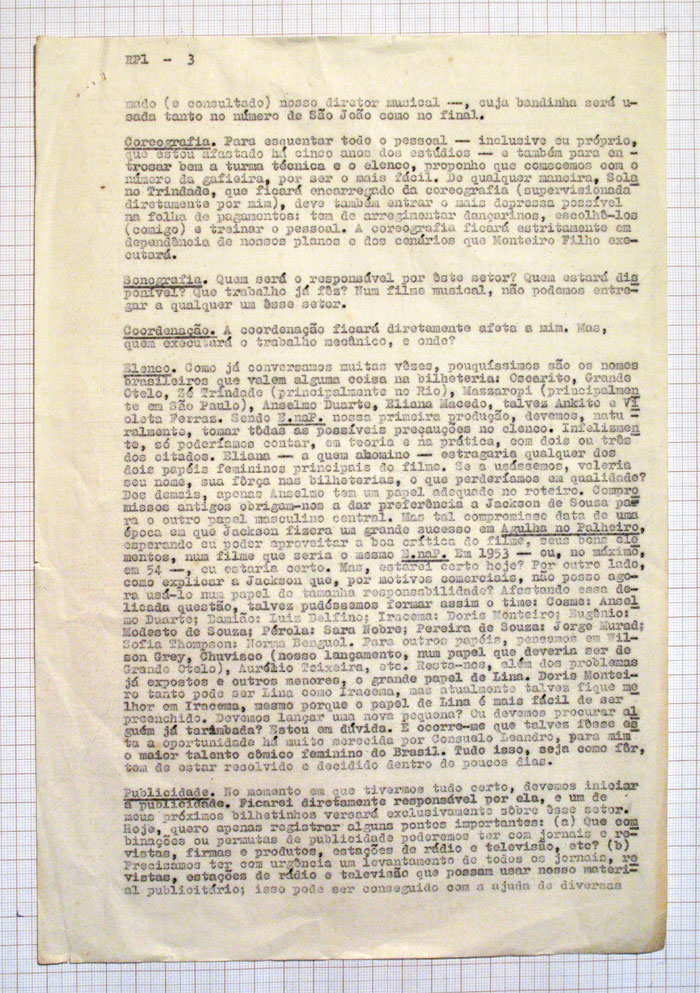 EP1 - 3
mado (e consultado) nosso diretor musical —, cuja bandinha será u-
sada tanto no número de São João como no final.
Coreografia. Para esquentar todo o pessoal — inclusive eu próprio,
que estou afastado há cinco anos dos estúdios — e também para en-
trosar bem a turma técnica e o elenco, proponho que comecemos com o
número da gafieira, por ser o mais fácil. De qualquer maneira, Sola
no Trindade, que ficará encarregado da coreografia (supervisionada
diretamente por mim), deve também entrar o mais depressa possível
na folha de pagamentos: tem de arregimentar dançarinos, escolhê-los
(comigo) e treinar o pessoal. A coreografia ficará estritamente em
dependência de nossos planos e dos cenários que Monteiro Filho exe-
cutará.
Sonografia. Quem será o responsável por êste setor? Quem estará dis
ponível? Que trabalho já fêz? Num filme musical, não podemos entre-
gar a qualquer um êsse setor.
Coordenação. A coordenação ficará diretamente afeta a mim. Mas,
quem executará o trabalho mecânico, e onde?
Elenco. Como já conversamos muitas vêzes, pouquíssimos são os nomes
brasileiros que valem alguma coisa na bilheteria: Oscarito, Grande
Otelo, Zé Trindade (principalmente no Rio), Mazzaropi (principalmen
te em São Paulo), Anselmo Duarte, Eliana Macedo, talvez Ankito e Vi
oleta Ferraz. Sendo E.naP. nossa primeira produção, devemos, natu -
ralmente, tomar tôdas as possíveis precauções no elenco. Infelizmen
te, só poderíamos contar, em teoria e na prática, com dois ou três
dos citados. Eliana — a quem abomino — estragaria qualquer dos
dois papéis femininos principais do filme. Se a usássemos, valeria
seu nome, sua fôrça nas bilheterias, o que perderíamos em qualidade?
Dos demais, apenas Anselmo tem um papel adequado no roteiro. Compro
missos antigos obrigam-nos a dar preferência a Jackson de Souza pa-
ra o outro papel masculino central. Mas tal compromisso data de uma
época em que Jackson fizera um grande sucesso em Agulha no Palheiro,
esperando eu poder aproveitar a boa crítica do filme, seus bons ele
mentos, num filme que seria o mesmo E.naP. Em 1953 — ou, no máximo,
em 54 —, eu estaria certo. Mas, estarei certo hoje? Por outro lado,
como explicar a Jackson que, por motivos comerciais, não posso ago-
ra usá-lo num papel de tamanha responsabilidade? Afastando essa de-
licada questão, talvez pudéssemos formar assim o time: Cosme: Ansel
mo Duarte; Damião: Luiz Delfino; Iracema: Doris Monteiro; Eugênio:
Modesto de Souza; Pérola: Sara Nobre; Pereira de Souza: Jorge Murad;
Sofia Thompson: Norma Benguel. Para outros papéis, pensemos em Wil-
son Grey, Chuvisco (nosso lançamento, num papel que deveria ser de
Grande Otelo), Aurélio Teixeira, etc. Resta-nos, além dos problemas
já expostos e outros menores, o grande papel de Lina. Doris Montei-
ro tanto pode ser Lina como Iracema, mas atualmente talvez fique me
lhor em Iracema, mesmo porque o papel de Lina é mais fácil de ser
preenchido. Devemos lançar uma nova pequena? Ou devemos procurar al
guém já tarimbada? Estou em dúvida. E ocorre-me que talvez fôsse es
ta a oportunidade há muito merecida por Consuelo Leandro, para mim
o maior talento cômico feminino do Brasil. Tudo isso, seja como fôr,
tem de estar resolvido e decidido dentro de poucos dias.
Publicidade. No momento em que tivermos tudo certo, devemos iniciar
a publicidade. Ficarei diretamente responsável por ela, e um de
meus próximos bilhetinhos versará exclusivamente sôbre êsse setor.
Hoje, quero apenas registrar alguns pontos importantes: (a) Que com
binações ou permutas de publicidade poderemos ter com jornais e re-
vistas, firmas e produtos, estações de rádio e televisão, etc? (b)
Precisamos ter com urgência um levantamento de todos os jornais, re
vistas, estações de rádio e televisão que possam usar nosso materi-
al publicitário; isso pode ser conseguido com a ajuda de diversas